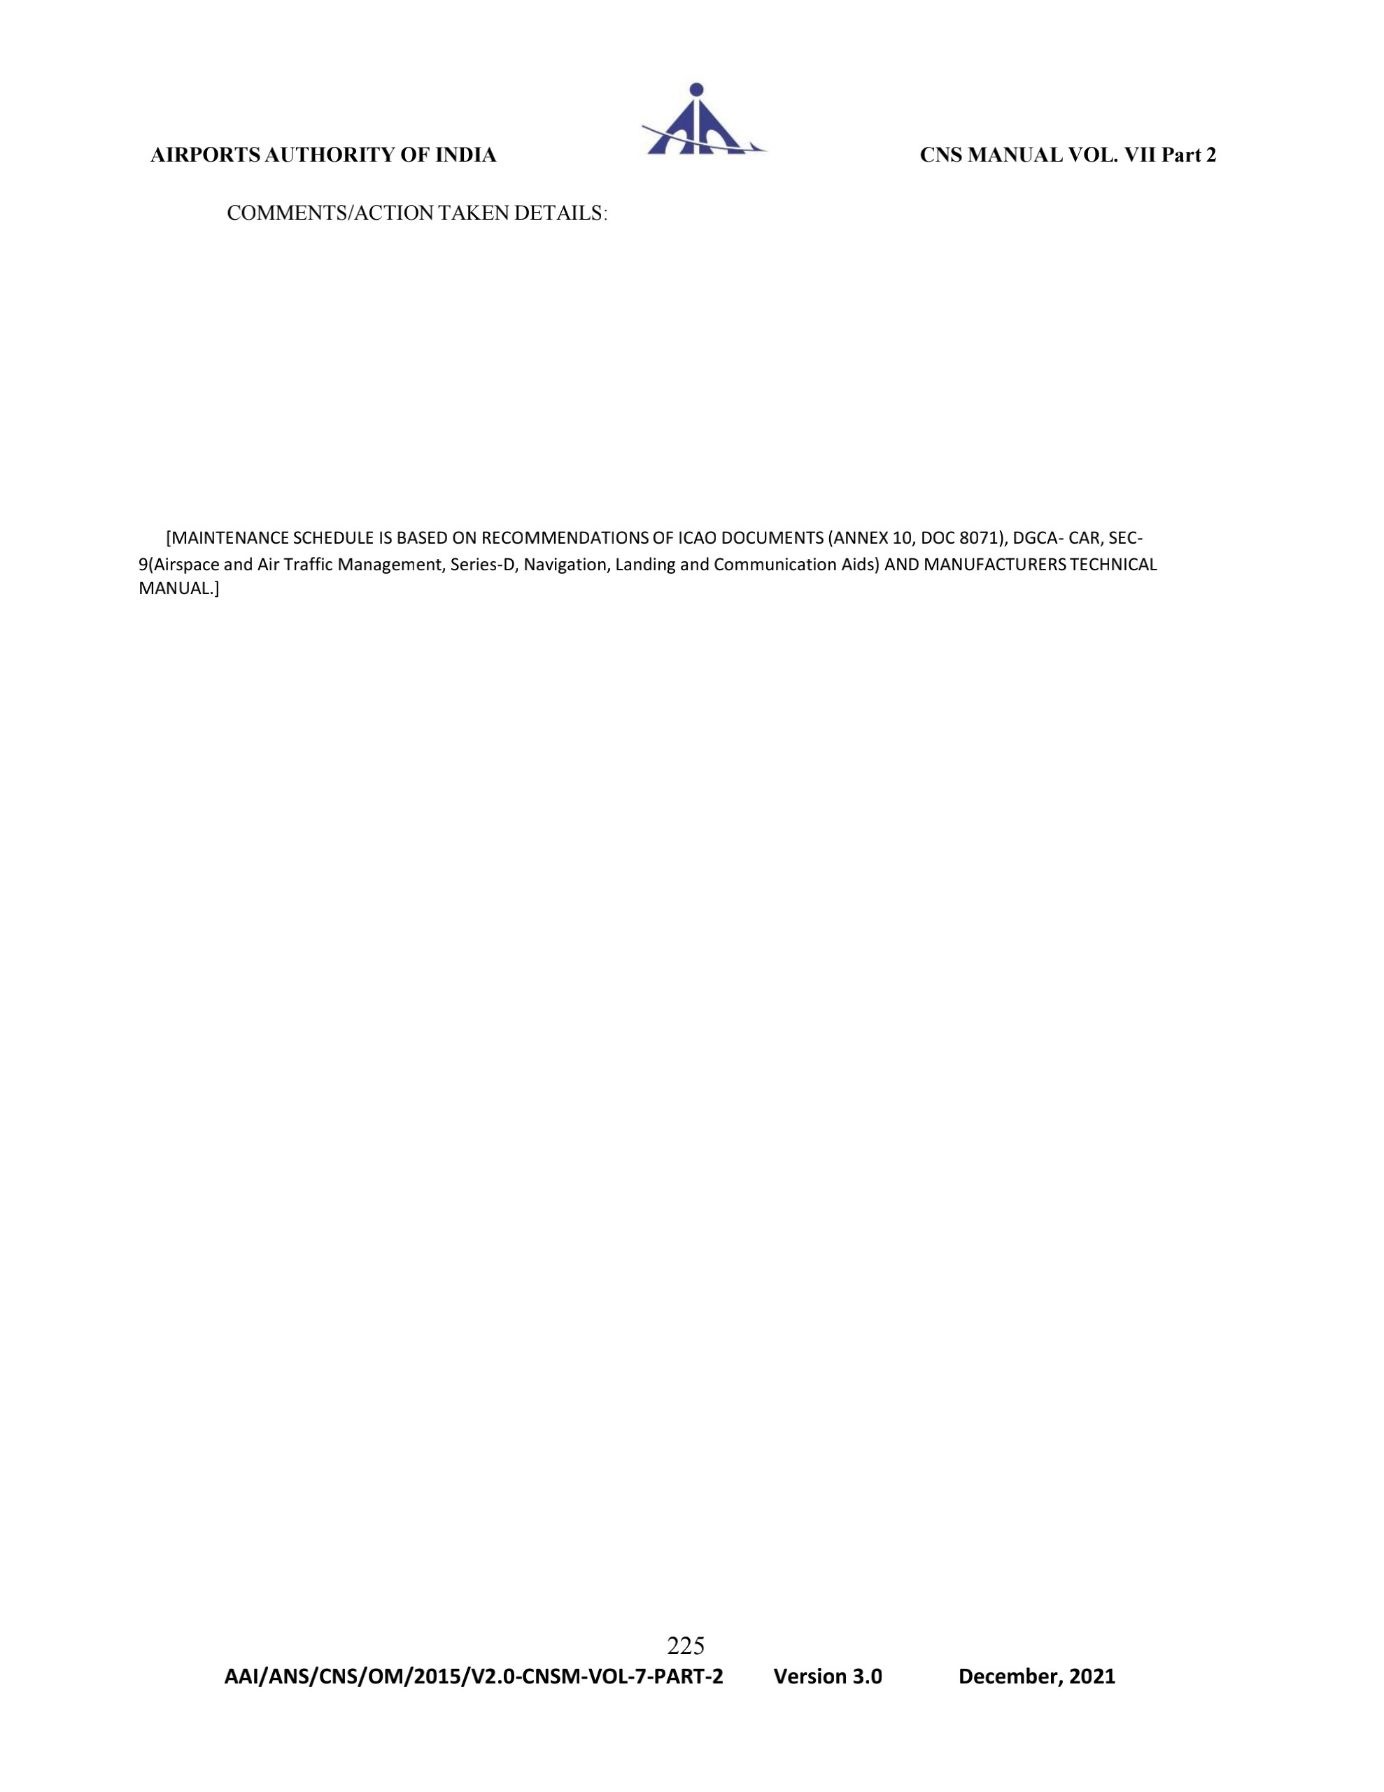 AIRPORTS AUTHORITY OF INDIA CNS MANUAL VOL. VII Part 2
COMMENTS/ACTION TAKEN DETAILS:
[MAINTENANCE SCHEDULE IS BASED ON RECOMMENDATIONS OF ICAO DOCUMENTS (ANNEX 10, DOC 8071), DGCA- CAR, SEC-
9(Airspace and Air Traffic Management, Series-D, Navigation, Landing and Communication Aids) AND MANUFACTURERS TECHNICAL
MANUAL.]
225
AAI/ANS/CNS/OM/2015/V2.0-CNSM-VOL-7-PART-2 Version 3.0 December, 2021